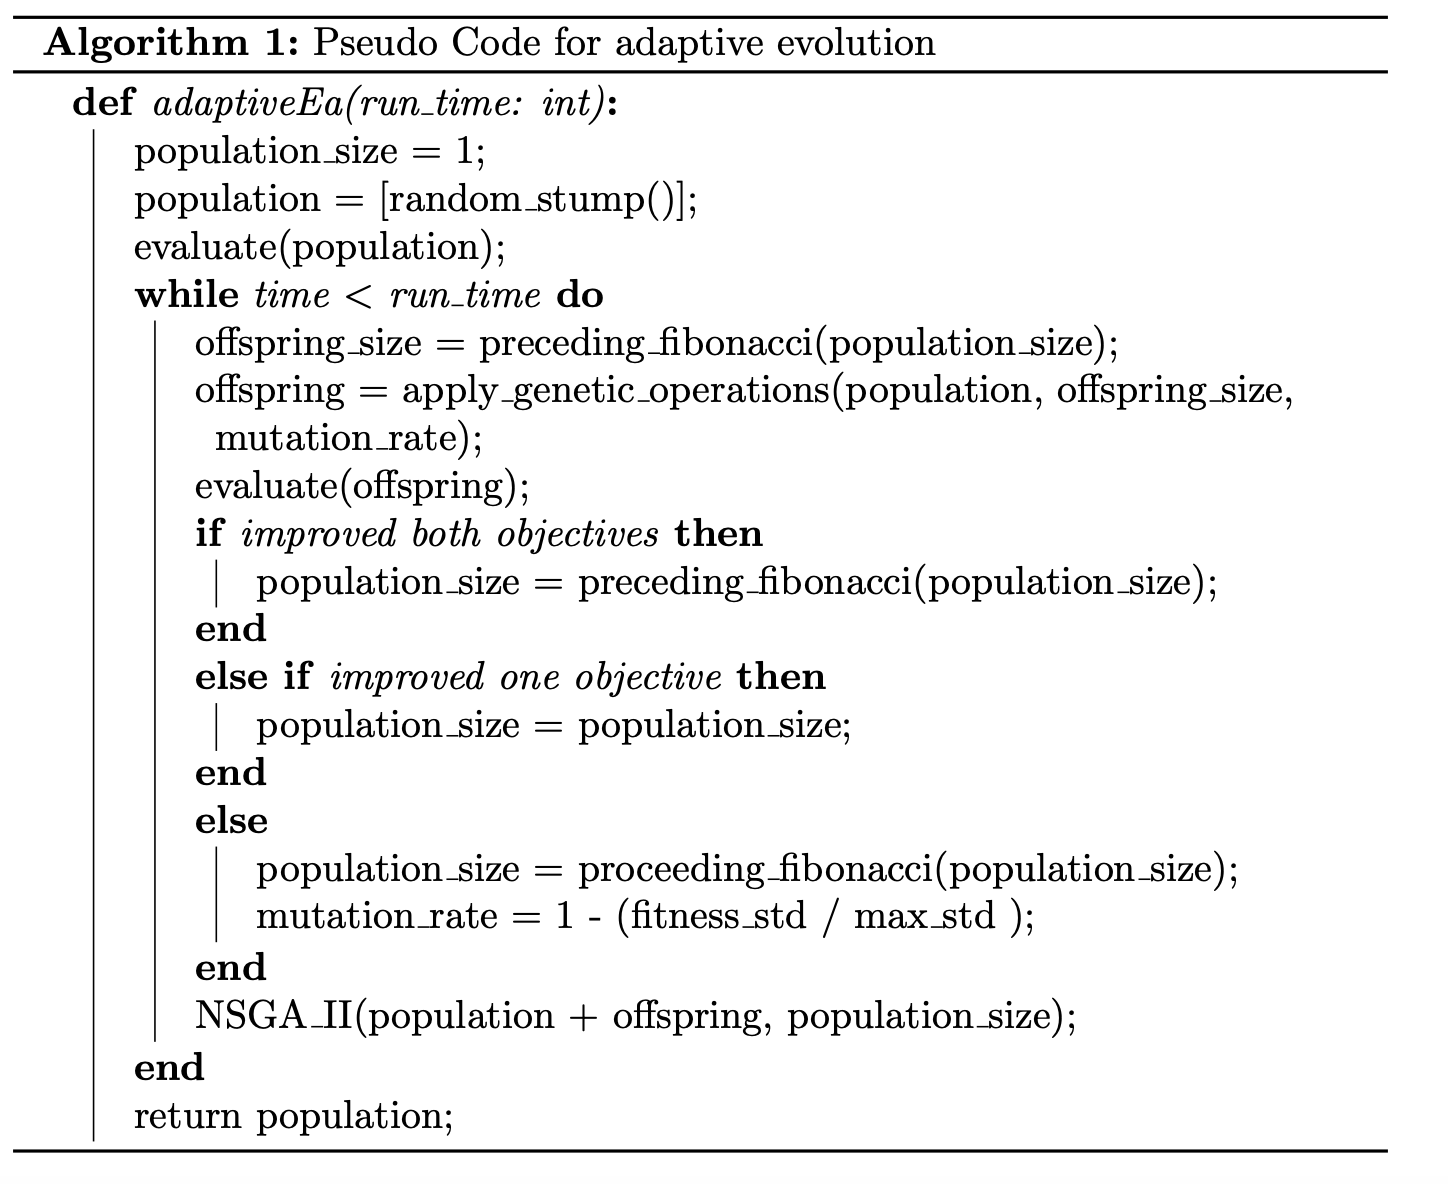 Algorithm 1: Pseudo Code for adaptive evolution
def adaptiveEa(run_time: int):
population_size = 1;
population = [random_stump()];
evaluate(population);
while time < run_time do
offspring_size = preceding_fibonacci(population_size);
offspring = apply_genetic_operations(population, offspring_size,
mutation_rate);
evaluate(offspring);
if improved both objectives then
population_size = preceding_fibonacci(population_size);
end
else if improved one objective then
population_size = population_size;
end
else
population_size = proceeding_fibonacci(population_size);
mutation_rate = 1 - (fitness_std / max_std );
end
NSGA_II(population + offspring, population_size);
end
return population;